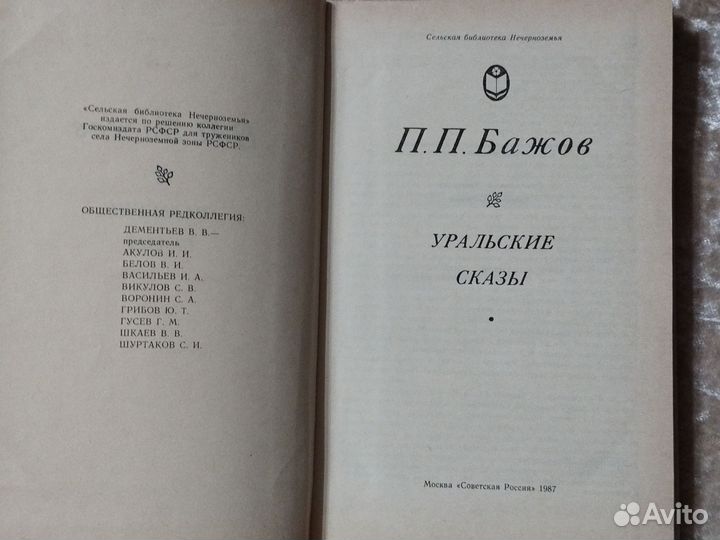 «Сельская библиотека Нечерноземья»
издается по решению коллегии
Госкомиздата РСФСР для тружеников
села Нечерноземной зоны РСФСР.
ОБЩЕСТВЕННАЯ РЕДКОЛЛЕГИЯ:
ДЕМЕНТЬЕВ В. В.—
председатель
АКУЛОВ И. И.
БЕЛОВ В. И.
ВАСИЛЬЕВ И. А.
ВИКУЛОВ С. В.
ВОРОНИН С. А.
ГРИБОВ Ю. Т.
ГУСЕВ Г. М.
ШКАЕВ В. В.
ШУРТАКОВ С. И.
Сельская библиотека Нечерноземья
П. П. Бажов
УРАЛЬСКИЕ
СКАЗЫ
Москва «Советская Россия» 1987
Avito